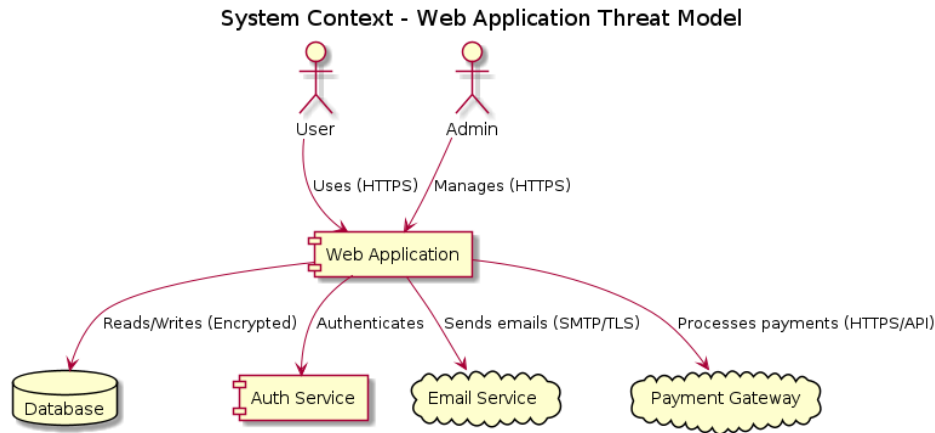 System Context - Web Application Threat Model
User
Admin
Uses (HTTPS)
Manages (HTTPS)
Web Application
Reads/Writes (Encrypted)
Authenticates
Sends emails (SMTP/TLS)
Processes payments (HTTPS/API)
Database
Auth Service
Email Service
Payment Gateway